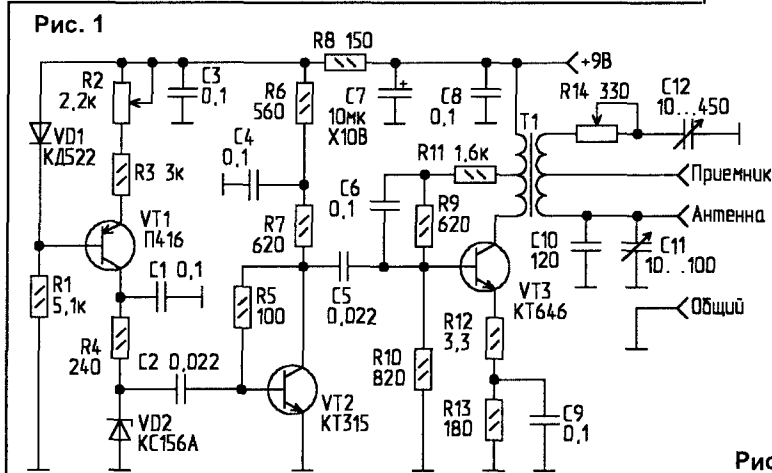 Рис. 1
R8 150
+9В
R2
2,2к
C3
0,1
R6
560
C7
10мк
Х10В
C8
0,1
T1
R14 330
C12
10...450
VD1
КД522
R3 3к
C4
0,1
R11 1,6к
C6
0,1
R9
620
Приемник
VT1
П416
R7
620
Антенна
C10
120
C11
10..100
R1
5,1к
C1 0,1
R5
100
C5
0,022
VT3
КТ646
Общий
R4
240
C2 0,022
R10
820
R12
3,3
VD2
КС156А
VT2
КТ315
R13
180
C9
0,1
Рис